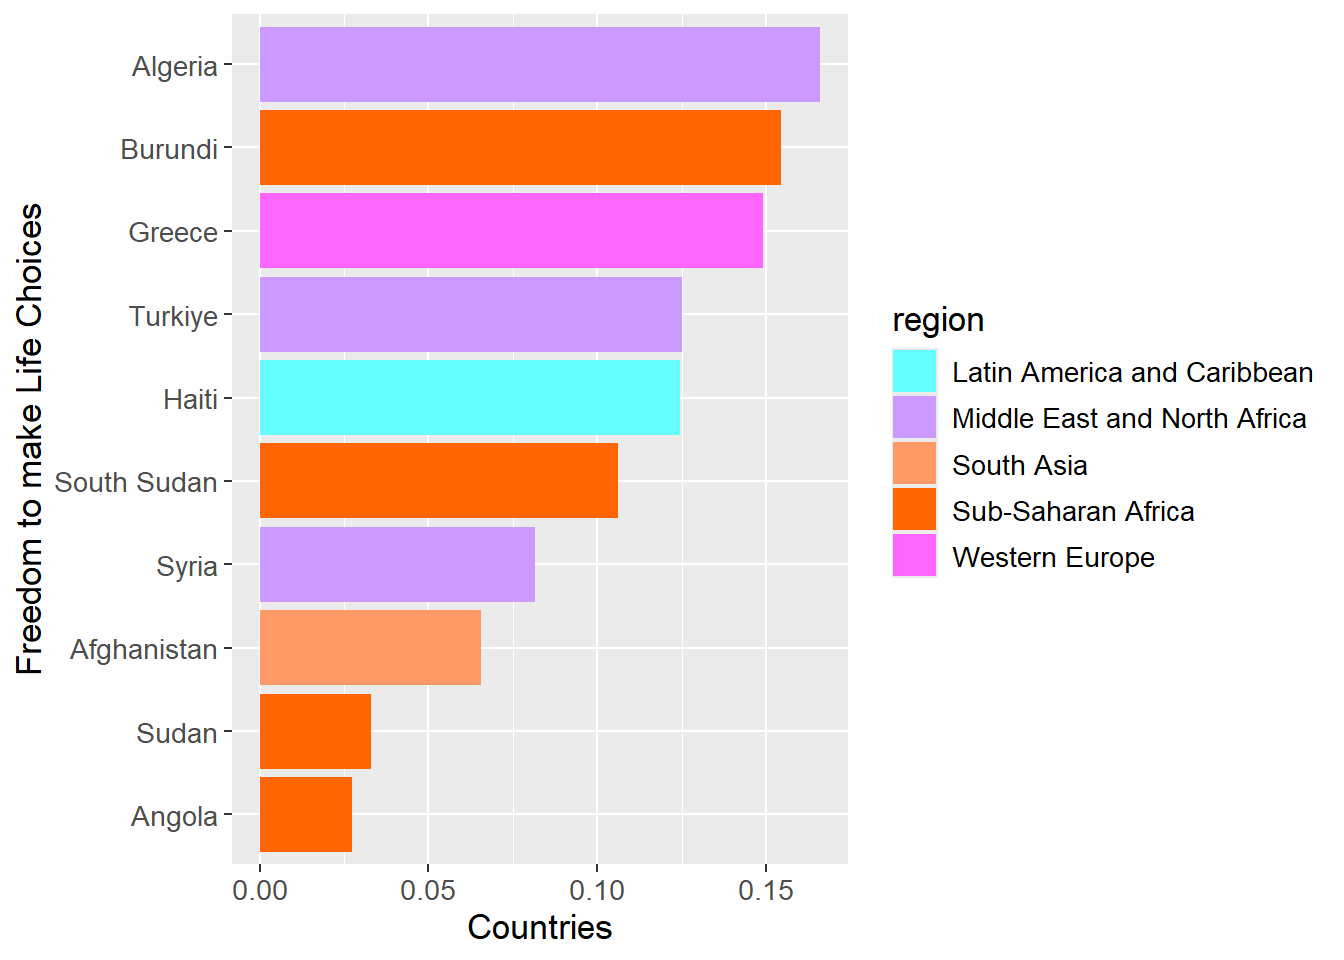 Freedom to make Life Choices
Algeria
Burundi
Greece
Turkiye
Haiti
South Sudan
Syria
Afghanistan
Sudan
Angola
0.00 0.05 0.10 0.15
Countries
region
Latin America and Caribbean
Middle East and North Africa
South Asia
Sub-Saharan Africa
Western Europe